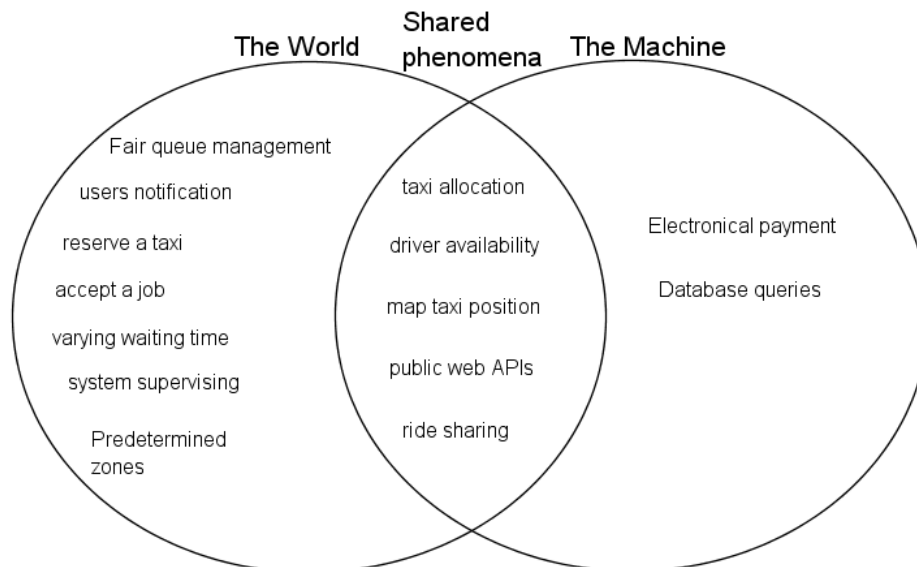 The World
Shared
phenomena
The Machine
Fair queue management
users notification
reserve a taxi
accept a job
varying waiting time
system supervising
Predetermined
zones
taxi allocation
driver availability
map taxi position
public web APIs
ride sharing
Electronical payment
Database queries